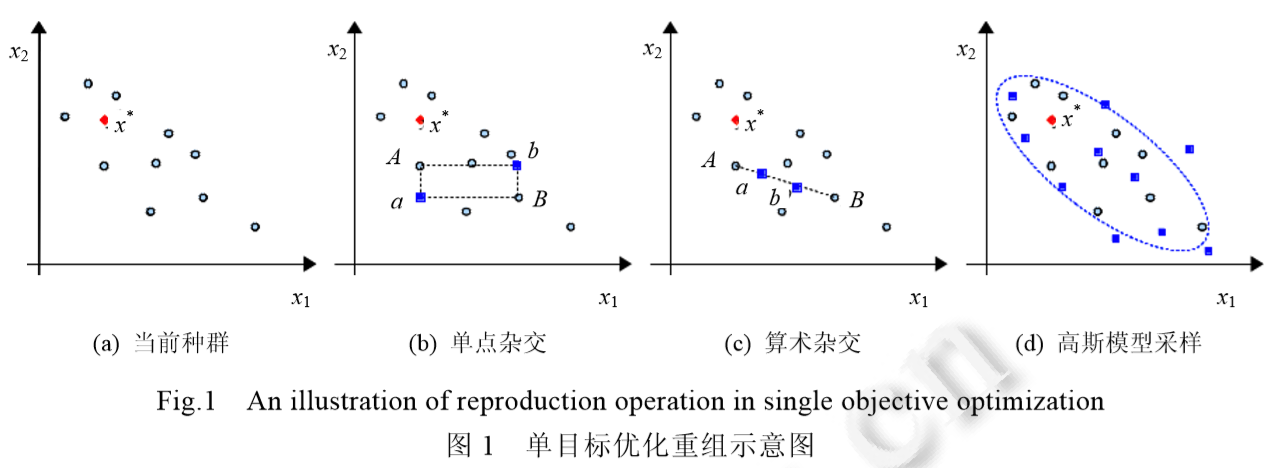 x2 x2 x2 x2
x* x* x* x*
A b A
a B a b B
x1 x1 x1 x1
(a) 当前种群 (b) 单点杂交 (c) 算术杂交 (d) 高斯模型采样
Fig.1 An illustration of reproduction operation in single objective optimization
图 1 单目标优化重组示意图